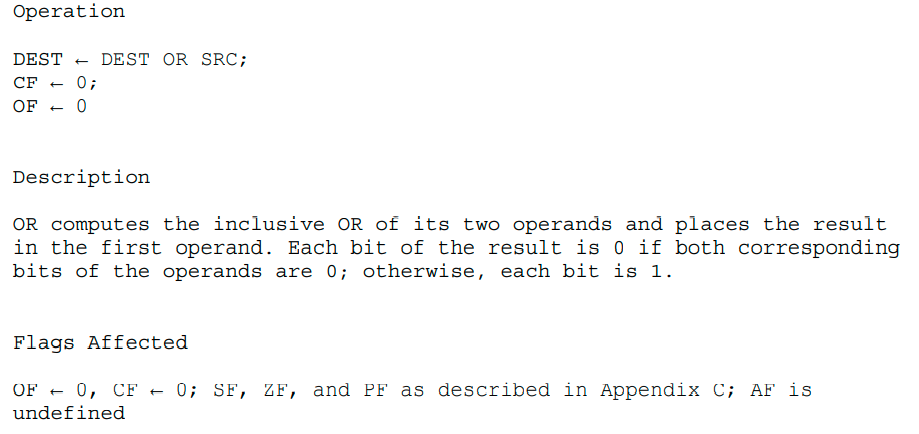 Operation
DEST ← DEST OR SRC;
CF ← 0;
OF ← 0
Description
OR computes the inclusive OR of its two operands and places the result
in the first operand. Each bit of the result is 0 if both corresponding
bits of the operands are 0; otherwise, each bit is 1.
Flags Affected
OF ← 0, CF ← 0; SF, ZF, and PF as described in Appendix C; AF is
undefined